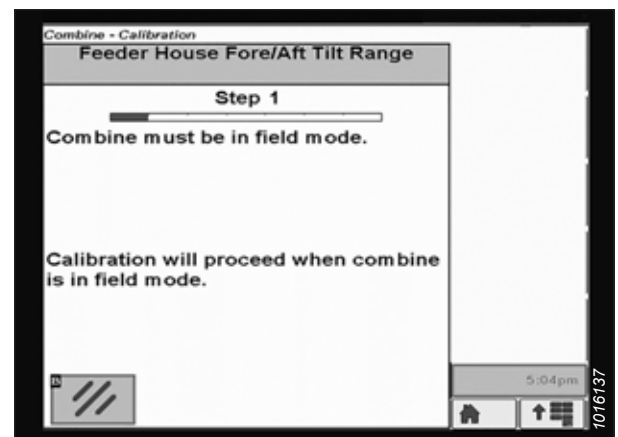 Combine - Calibration
Feeder House Fore/Aft Tilt Range
Step 1
Combine must be in field mode.
Calibration will proceed when combine
is in field mode.
B
5:04pm
1016137